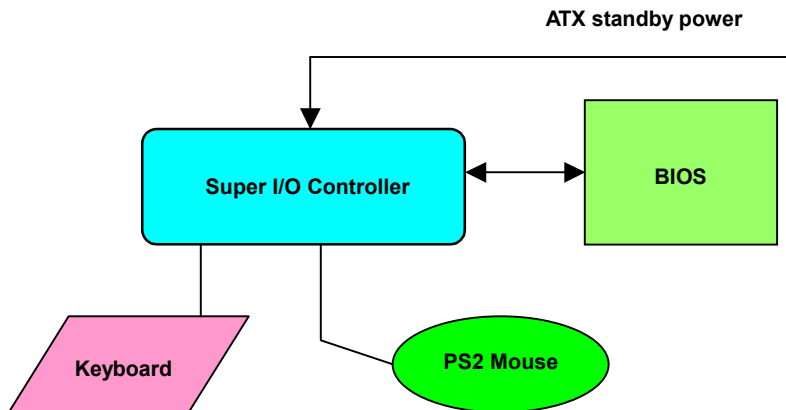 ATX standby power
Super I/O Controller
BIOS
Keyboard
PS2 Mouse